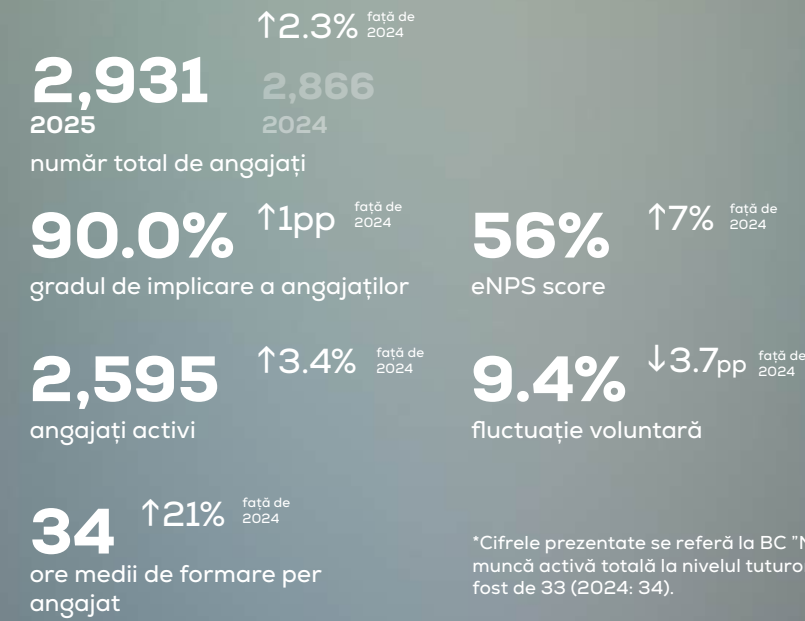 ↑2.3% față de 2024
2,931 2,866
2025 2024
număr total de angajați
90.0% ↑1pp față de 2024
gradul de implicare a angajaților
56% ↑7% față de 2024
eNPS score
2,595 ↑3.4% față de 2024
angajați activi
9.4% ↓3.7pp față de 2024
fluctuație voluntară
34 ↑21% față de 2024
ore medii de formare per
angajat
*Cifrele prezentate se referă la BC ”
muncă activă totală la nivelul
fost de 33 (2024: 34).